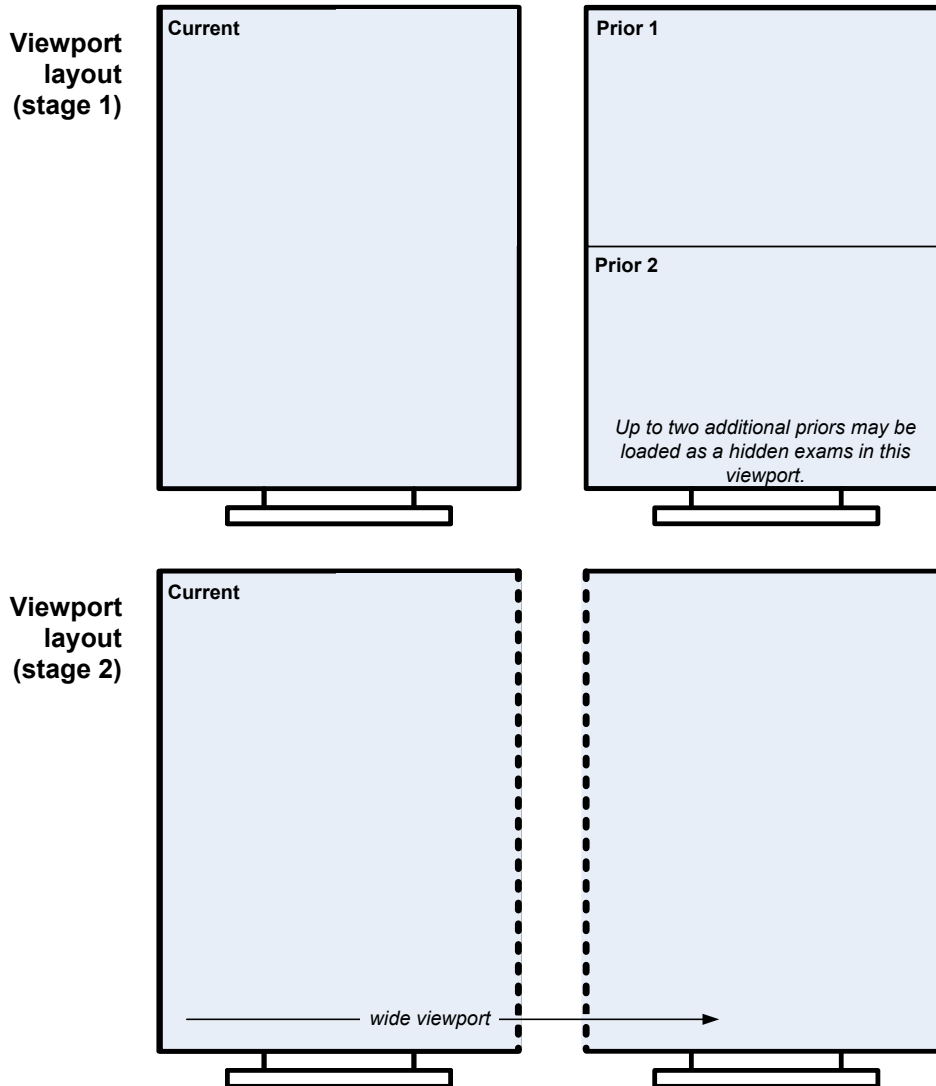 Viewport
layout
(stage 1)
Current
Prior 1
Prior 2
Up to two additional priors may be
loaded as a hidden exams in this
viewport.
Viewport
layout
(stage 2)
Current
wide viewport